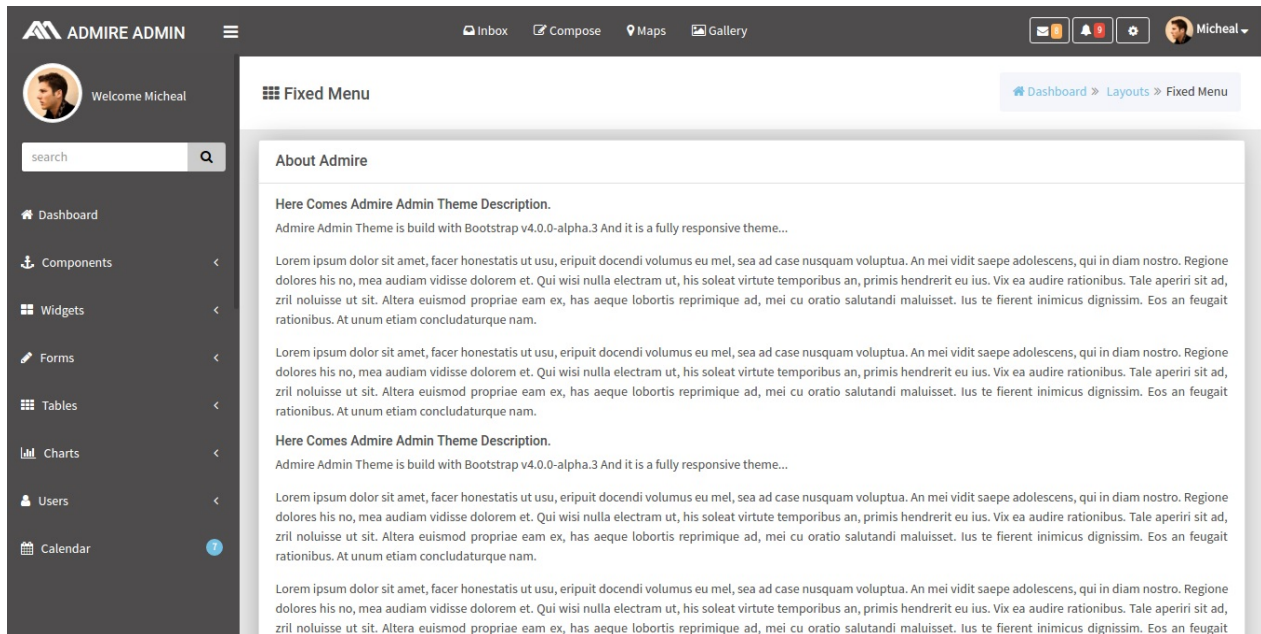 ADMIRE ADMIN
Inbox Compose Maps Gallery
8 9 Micheal
Welcome Micheal
search
Dashboard
Components
Widgets
Forms
Tables
Charts
Users
Calendar 7
Fixed Menu
Dashboard » Layouts » Fixed Menu
About Admire
Here Comes Admire Admin Theme Description.
Admire Admin Theme is build with Bootstrap v4.0.0-alpha.3 And it is a fully responsive theme...
Lorem ipsum dolor sit amet, facer honestatis ut usu, eripuit docendi volumus eu mel, sea ad case nusquam voluptua. An mei vidit saepe adolescens, qui in diam nostro. Regione
dolores his no, mea audiam vidisse dolorem et. Qui wisi nulla electram ut, his soleat virtute temporibus an, primis hendrerit eu ius. Vix ea audire rationibus. Tale aperiri sit ad,
zril noluisse ut sit. Altera euismod propriae eam ex, has aeque lobortis reprimique ad, mei cu oratio salutandi maluisset. Ius te fierent inimicus dignissim. Eos an feugait
rationibus. At unum etiam concludaturque nam.
Lorem ipsum dolor sit amet, facer honestatis ut usu, eripuit docendi volumus eu mel, sea ad case nusquam voluptua. An mei vidit saepe adolescens, qui in diam nostro. Regione
dolores his no, mea audiam vidisse dolorem et. Qui wisi nulla electram ut, his soleat virtute temporibus an, primis hendrerit eu ius. Vix ea audire rationibus. Tale aperiri sit ad,
zril noluisse ut sit. Altera euismod propriae eam ex, has aeque lobortis reprimique ad, mei cu oratio salutandi maluisset. Ius te fierent inimicus dignissim. Eos an feugait
rationibus. At unum etiam concludaturque nam.
Here Comes Admire Admin Theme Description.
Admire Admin Theme is build with Bootstrap v4.0.0-alpha.3 And it is a fully responsive theme...
Lorem ipsum dolor sit amet, facer honestatis ut usu, eripuit docendi volumus eu mel, sea ad case nusquam voluptua. An mei vidit saepe adolescens, qui in diam nostro. Regione
dolores his no, mea audiam vidisse dolorem et. Qui wisi nulla electram ut, his soleat virtute temporibus an, primis hendrerit eu ius. Vix ea audire rationibus. Tale aperiri sit ad,
zril noluisse ut sit. Altera euismod propriae eam ex, has aeque lobortis reprimique ad, mei cu oratio salutandi maluisset. Ius te fierent inimicus dignissim. Eos an feugait
rationibus. At unum etiam concludaturque nam.
Lorem ipsum dolor sit amet, facer honestatis ut usu, eripuit docendi volumus eu mel, sea ad case nusquam voluptua. An mei vidit saepe adolescens, qui in diam nostro. Regione
dolores his no, mea audiam vidisse dolorem et. Qui wisi nulla electram ut, his soleat virtute temporibus an, primis hendrerit eu ius. Vix ea audire rationibus. Tale aperiri sit ad,
zril noluisse ut sit. Altera euismod propriae eam ex, has aeque lobortis reprimique ad, mei cu oratio salutandi maluisset. Ius te fierent inimicus dignissim. Eos an feugait